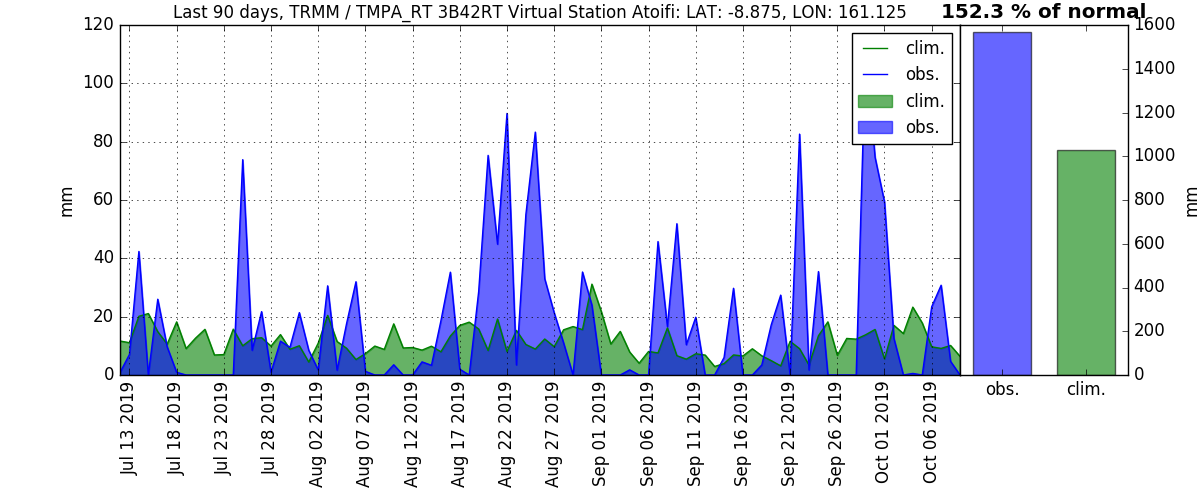 Last 90 days, TRMM / TMPA_RT 3B42RT Virtual Station Atoifi: LAT: -8.875, LON: 161.125
152.3 % of normal
120
100
80
60
40
20
0
mm
clim.
obs.
clim.
obs.
1600
1400
1200
1000
800
600
400
200
0
mm
Jul 13 2019
Jul 18 2019
Jul 23 2019
Jul 28 2019
Aug 02 2019
Aug 07 2019
Aug 12 2019
Aug 17 2019
Aug 22 2019
Aug 27 2019
Sep 01 2019
Sep 06 2019
Sep 11 2019
Sep 16 2019
Sep 21 2019
Sep 26 2019
Oct 01 2019
Oct 06 2019
obs.
clim.